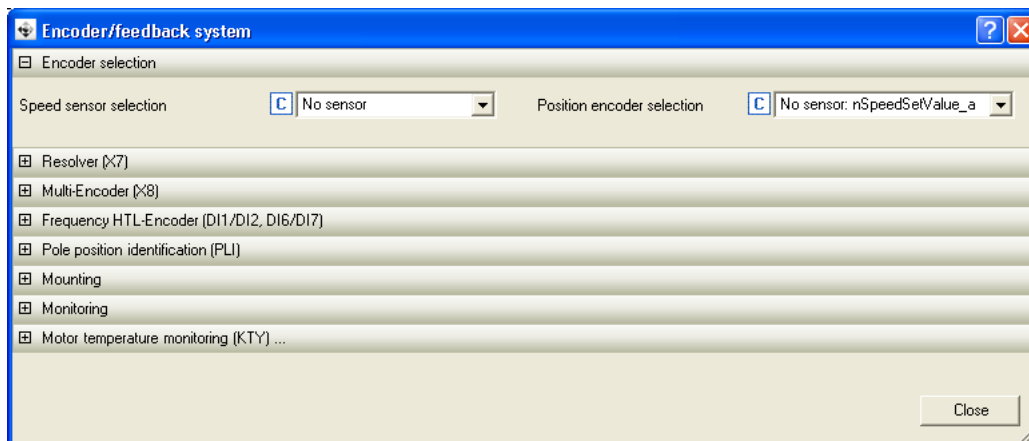 Encoder/feedback system
Encoder selection
Speed sensor selection C No sensor Position encoder selection C No sensor: nSpeedSetValue_a
Resolver (X7)
Multi-Encoder (X8)
Frequency HTL-Encoder (DI1/DI2, DI6/DI7)
Pole position identification (PLI)
Mounting
Monitoring
Motor temperature monitoring (KTY) ...
Close